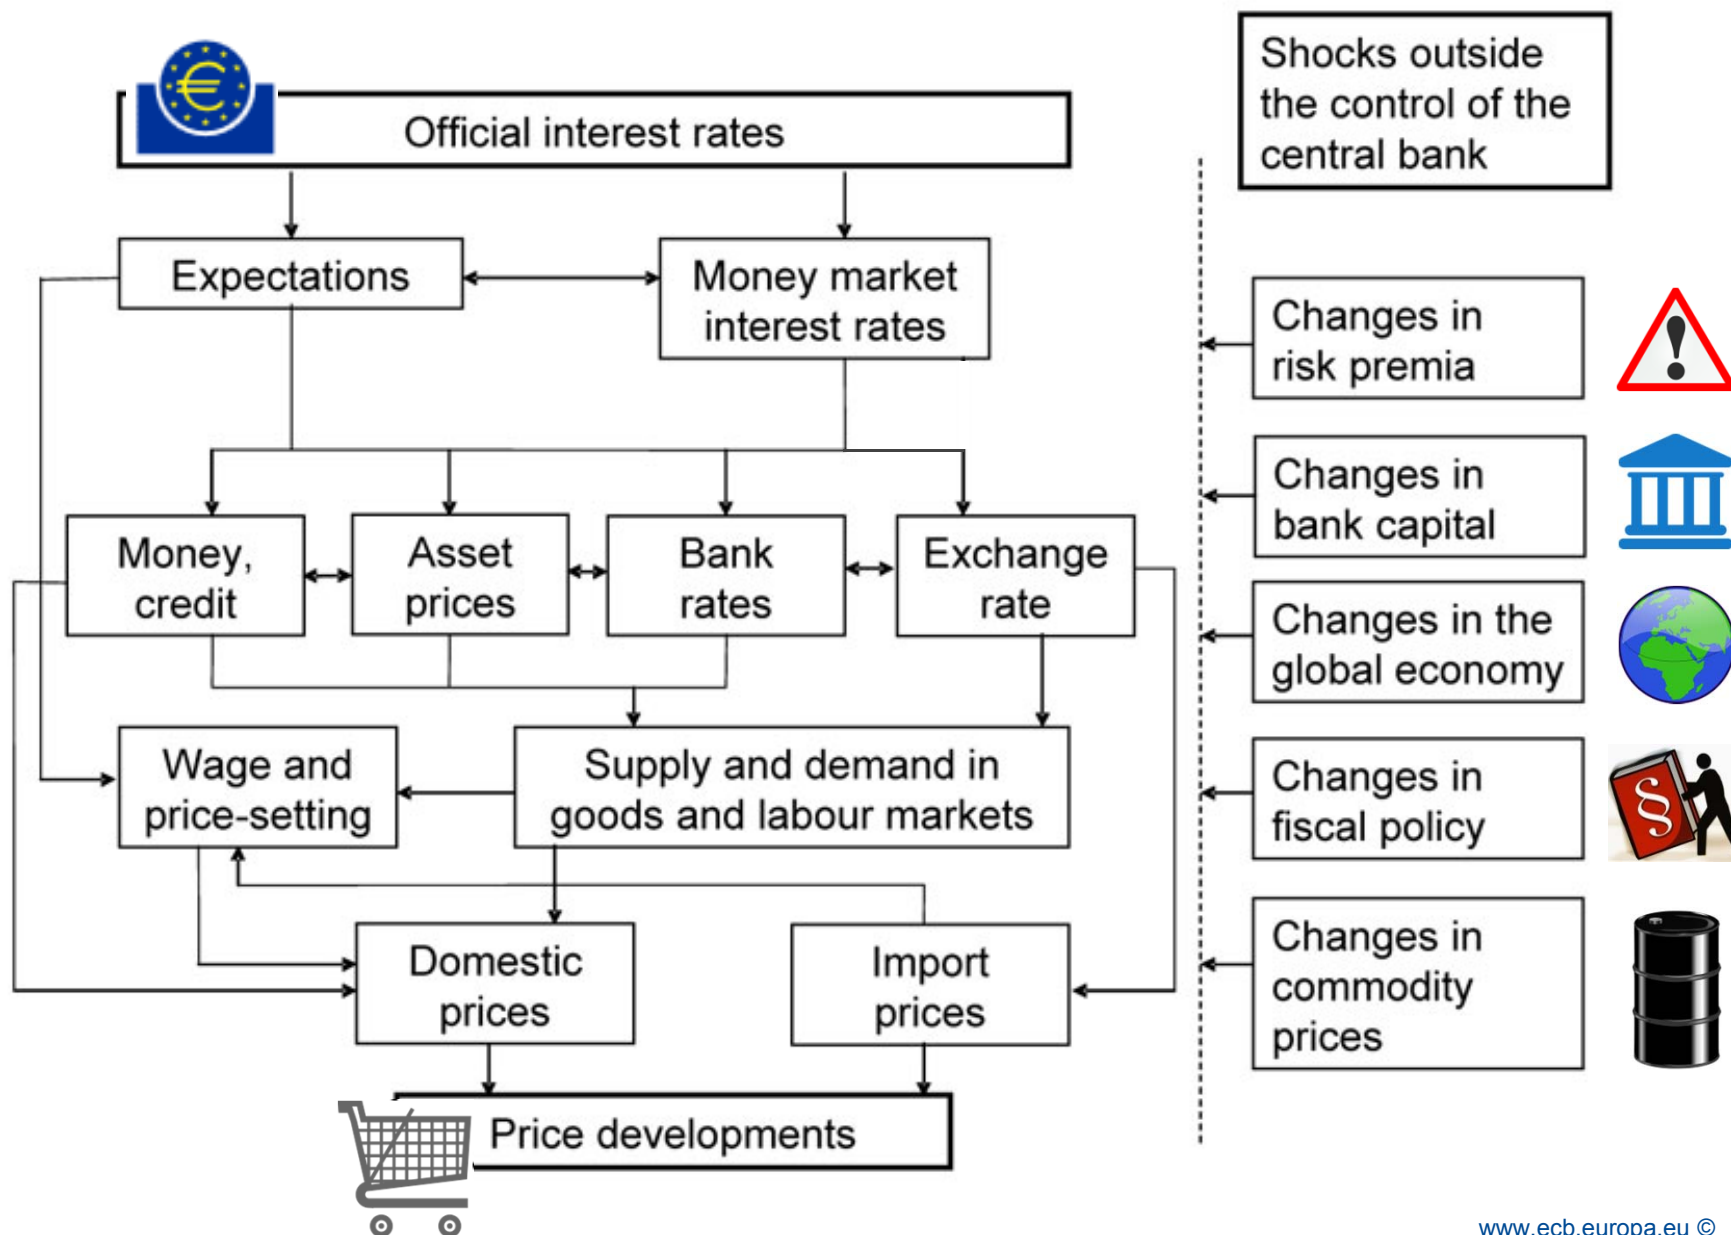 Official interest rates
Shocks outside
the control of the
central bank
Expectations
Money market
interest rates
Changes in
risk premia
Changes in
bank capital
Money,
credit
Asset
prices
Bank
rates
Exchange
rate
Changes in the
global economy
Wage and
price-setting
Supply and demand in
goods and labour markets
Changes in
fiscal policy
§
Domestic
prices
Import
prices
Changes in
commodity
prices
Price developments
www.ecb.europa.eu ©